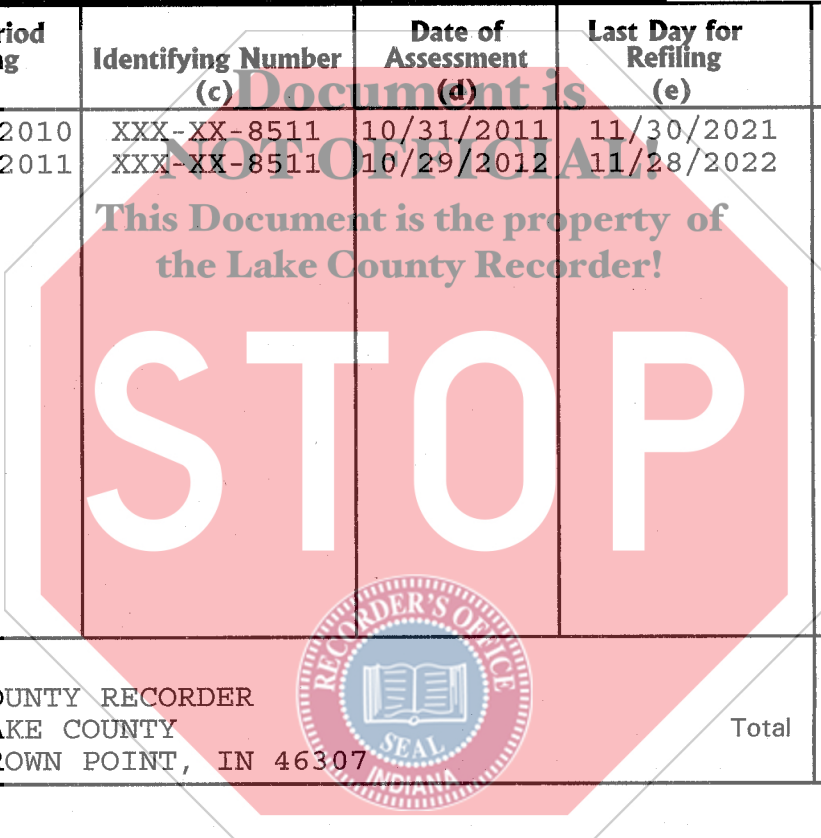 riod
g
Identifying Number
(c)
Date of
Assessment
(d)
Last Day for
Refiling
(e)
2010 XXX-XX-8511 10/31/2011 11/30/2021
2011 XXX-XX-8511 10/29/2012 11/28/2022
Document is
NOT OFFICIAL!
This Document is the property of
the Lake County Recorder!
STOP
RECORDER'S OFFICE
SEAL
INDIANA
OUNTY RECORDER
AKE COUNTY
ROWN POINT, IN 46307
Total